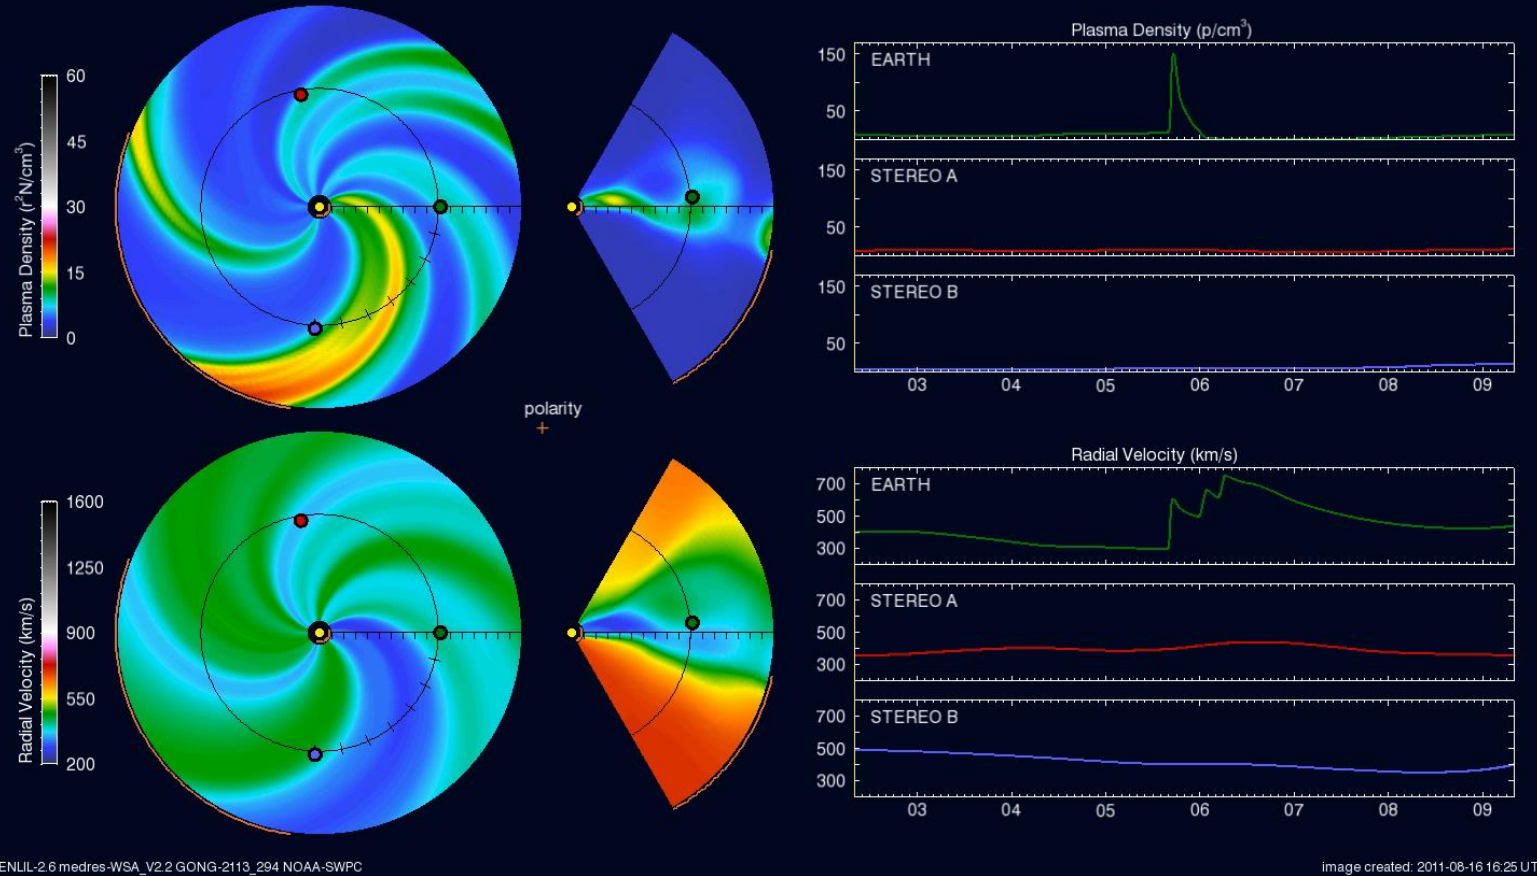 Plasma Density (r²N/cm³)
60
45
30
15
0
Plasma Density (p/cm³)
EARTH
150
50
STEREO A
150
50
STEREO B
150
50
03 04 05 06 07 08 09
polarity
+
Radial Velocity (km/s)
1600
1250
900
550
200
Radial Velocity (km/s)
EARTH
700
500
300
STEREO A
700
500
300
STEREO B
700
500
300
03 04 05 06 07 08 09
ENLIL-2.6 medres-WSA_V2.2 GONG-2113_294 NOAA-SWPC
image created: 2011-08-16 16:25 UT